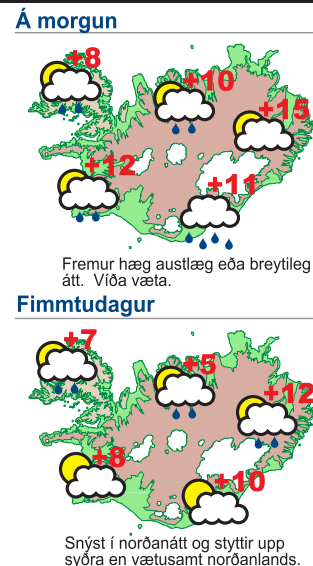 Á morgun
+8
+10
+15
+12
+11
Fremur hæg austlæg eða breytileg
átt. Víða væta.
Fimmtudagur
+7
+5
+12
+8
+10
Snýst í norðanátt og styttir upp
syðra en vætusamt norðanlands.